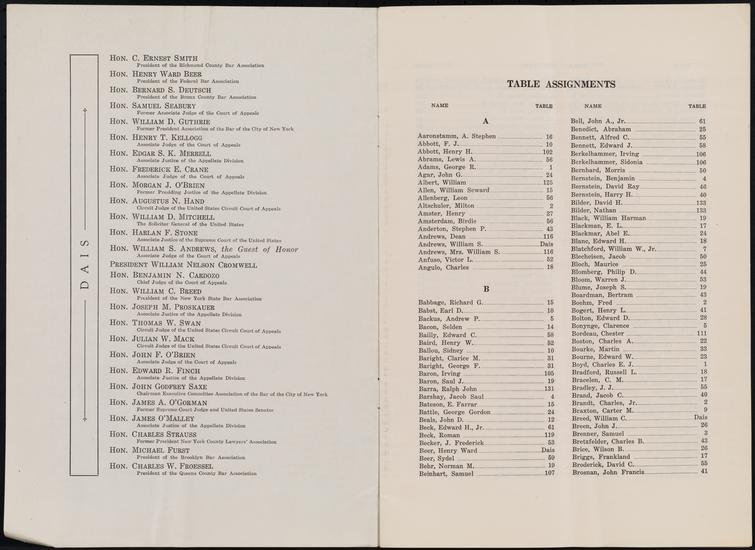 DAIS
HON. C. ERNEST SMITH
President of the Richmond County Bar Association
HON. HENRY WARD BEER
President of the Federal Bar Association
HON. BERNARD S. DEUTSCH
President of the Bronx County Bar Association
HON. SAMUEL SEABURY
Former Associate Judge of the Court of Appeals
HON. WILLIAM D. GUTHRIE
Former President Association of the Bar of the City of New York
HON. HENRY T. KELLOGG
Associate Judge of the Court of Appeals
HON. EDGAR S. K. MERRELL
Associate Justice of the Appellate Division
HON. FREDERICK E. CRANE
Associate Judge of the Court of Appeals
HON. MORGAN J. O'BRIEN
Former Presiding Justice of the Appellate Division
HON. AUGUSTUS N. HAND
Circuit Judge of the United States Circuit Court of Appeals
HON. WILLIAM D. MITCHELL
The Solicitor General of the United States
HON. HARLAN F. STONE
Associate Justice of the Supreme Court of the United States
HON. WILLIAM S. ANDREWS, the Guest of Honor
Associate Judge of the Court of Appeals
PRESIDENT WILLIAM NELSON CROMWELL
HON. BENJAMIN N. CARDOZO
Chief Judge of the Court of Appeals
HON. WILLIAM C. BREED
President of the New York State Bar Association
HON. JOSEPH M. PROSKAUER
Associate Justice of the Appellate Division
HON. THOMAS W. SWAN
Circuit Judge of the United States Circuit Court of Appeals
HON. JULIAN W. MACK
Circuit Judge of the United States Circuit Court of Appeals
HON. JOHN F. O'BRIEN
Associate Judge of the Court of Appeals
HON. EDWARD R. FINCH
Associate Justice of the Appellate Division
HON. JOHN GODFREY SAXE
Chairman Executive Committee Association of the Bar of the City of New York
HON. JAMES A. O'GORMAN
Former Supreme Court Judge and United States Senator
HON. JAMES O'MALLEY
Associate Justice of the Appellate Division
HON. CHARLES STRAUSS
Former President New York County Lawyers' Association
HON. MICHAEL FURST
President of the Brooklyn Bar Association
HON. CHARLES W. FROESSEL
President of the Queens County Bar Association
TABLE ASSIGNMENTS
NAME TABLE
A
Aaronstamm, A. Stephen 16
Abbott, F. J. 10
Abbott, Henry H. 102
Abrams, Lewis A. 56
Adams, George R. 1
Agar, John G. 24
Albert, William 125
Allen, William Seward 15
Allenberg, Leon 56
Altschuler, Milton 2
Amster, Henry 27
Amsterdam, Birdie 56
Anderton, Stephen P. 43
Andrews, Dean 116
Andrews, William S. Dais
Andrews, Mrs. William S. 116
Anfuso, Victor L. 52
Angulo, Charles 18
B
Babbage, Richard G. 15
Babst, Earl D. 10
Backus, Andrew P. 5
Bacon, Selden 14
Bailly, Edward C. 58
Baird, Henry W. 52
Ballou, Sidney 10
Baright, Clarice M. 31
Baright, George F. 31
Baron, Irving 105
Baron, Saul J. 19
Barra, Ralph John 131
Barshay, Jacob Saul 4
Bateson, E. Farrar 15
Battle, George Gordon 24
Beals, John D. 12
Beck, Edward H., Jr. 61
Beck, Roman 119
Becker, J. Frederick 53
Beer, Henry Ward Dais
Beer, Sydel 59
Behr, Norman M. 19
Beinhart, Samuel 107
NAME TABLE
Bell, John A., Jr. 61
Benedict, Abraham 25
Bennett, Alfred C. 55
Bennett, Edward J. 58
Berkelhammer, Irving 106
Berkelhammer, Sidonia 106
Bernhard, Morris 50
Bernstein, Benjamin 4
Bernstein, David Ray 46
Bernstein, Harry H. 40
Bilder, David H. 133
Bilder, Nathan 133
Black, William Harman 19
Blackman, E. L. 17
Blackmar, Abel E. 24
Blanc, Edward H. 18
Blatchford, William W., Jr. 7
Blecheisen, Jacob 50
Bloch, Maurice 25
Blomberg, Philip D. 44
Bloom, Warren J. 53
Blume, Joseph S. 19
Boardman, Bertram 43
Boehm, Fred 2
Bogert, Henry L. 41
Bolton, Edward D. 28
Bonynge, Clarence 5
Bordeau, Chester 111
Boston, Charles A. 22
Bourke, Martin 33
Bourne, Edward W. 23
Boyd, Charles E. J. 1
Bradford, Russell L. 18
Bracelen, C. M. 17
Bradley, J. J. 55
Brand, Jacob C. 40
Brandt, Charles, Jr. 2
Braxton, Carter M. 9
Breed, William C. Dais
Breen, John J. 26
Brenner, Samuel 3
Bretzfelder, Charles B. 43
Brice, Wilson B. 26
Briggs, Frankland 17
Broderick, David C. 55
Brosnan, John Francis 41